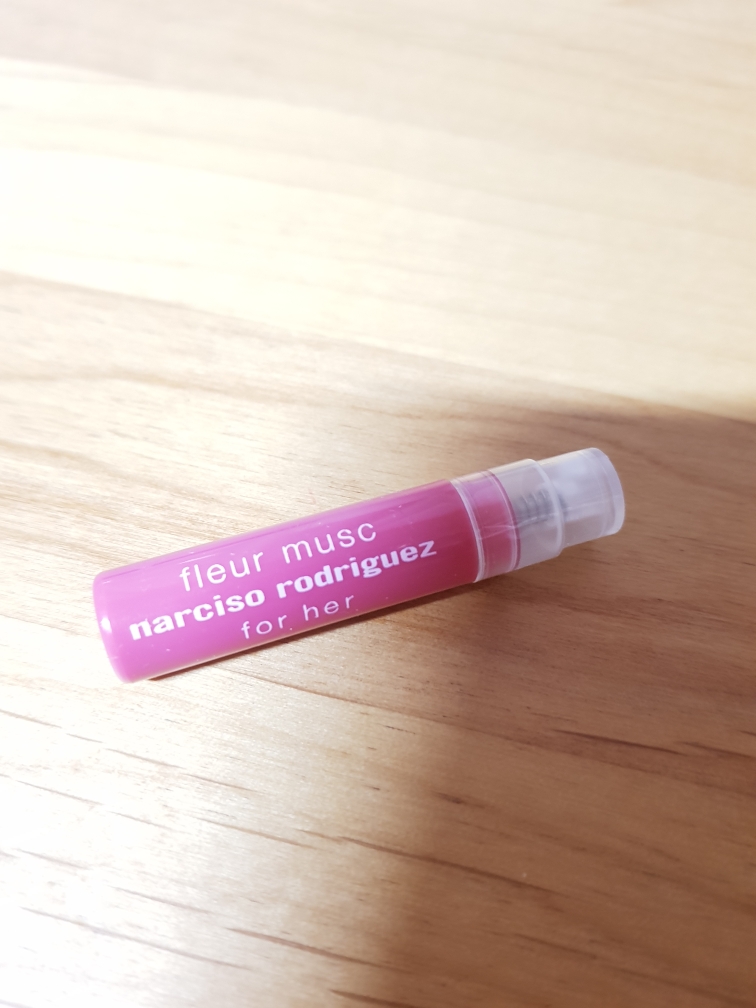 fleur musc
narciso rodriguez
for her